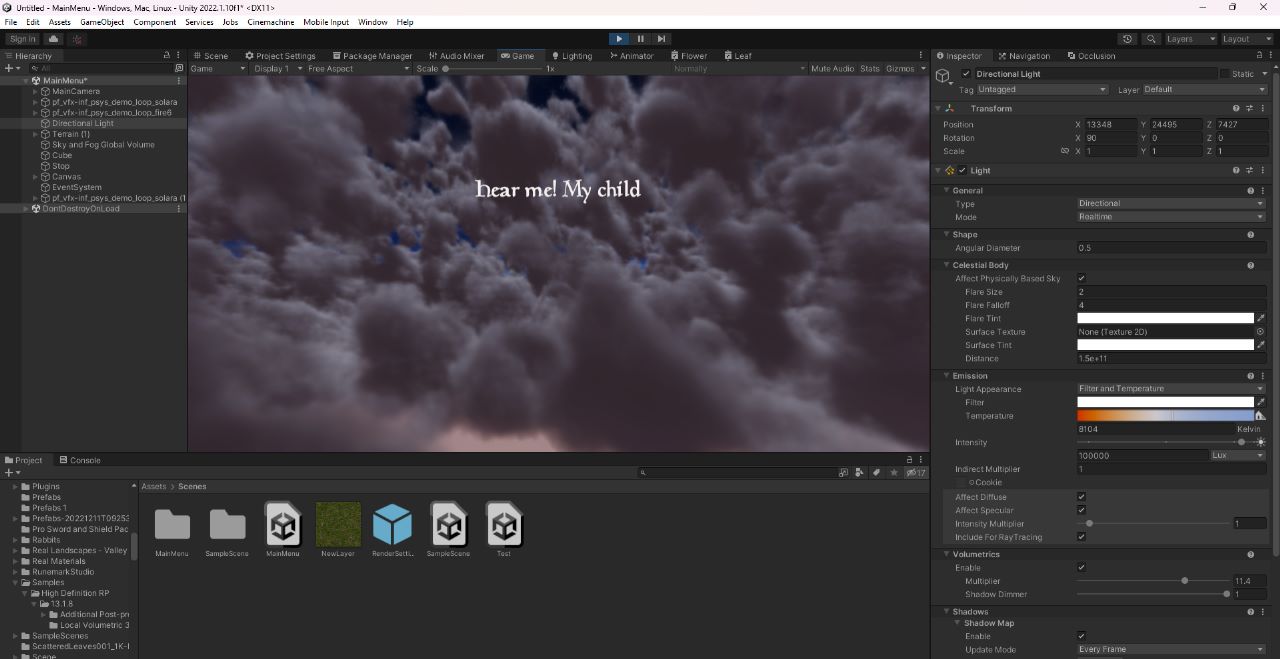 Untitled - MainMenu - Windows, Mac, Linux - Unity 2022.1.10f1* <DX11>
File Edit Assets GameObject Component Services Jobs Cinemachine Mobile Input Window Help
Sign in
Layers Layout
Hierarchy
All
MainMenu*
MainCamera
pf_vfx-inf_psys_demo_loop_solara
pf_vfx-inf_psys_demo_loop_fire6
Directional Light
Terrain (1)
Sky and Fog Global Volume
Cube
Stop
Canvas
EventSystem
pf_vfx-inf_psys_demo_loop_solara (1
DontDestroyOnLoad
Scene Project Settings Package Manager Audio Mixer Game Lighting Animator Flower Leaf
Game Display 1 Free Aspect Scale 1x Normally Mute Audio Stats Gizmos
hear me! My child
Inspector Navigation Occlusion
Directional Light Static
Tag Untagged Layer Default
Transform
Position X 13348 Y 24495 Z 7427
Rotation X 90 Y 0 Z 0
Scale X 1 Y 1 Z 1
Light
General
Type Directional
Mode Realtime
Shape
Angular Diameter 0.5
Celestial Body
Affect Physically Based Sky
Flare Size 2
Flare Falloff 4
Flare Tint
Surface Texture None (Texture 2D)
Surface Tint
Distance 1.5e+11
Emission
Light Appearance Filter and Temperature
Filter
Temperature
8104 Kelvin
Intensity
100000 Lux
Indirect Multiplier 1
Cookie
Affect Diffuse
Affect Specular
Intensity Multiplier 1
Include For RayTracing
Volumetrics
Enable
Multiplier 11.4
Shadow Dimmer 1
Shadows
Shadow Map
Enable
Update Mode Every Frame
Project Console
17
Plugins
Prefabs
Prefabs 1
Prefabs-20221211T09253
Pro Sword and Shield Pac
Rabbits
Real Landscapes - Valley
Real Materials
RunemarkStudio
Samples
High Definition RP
13.1.8
Additional Post-pr
Local Volumetric 3
SampleScenes
ScatteredLeaves001_1K-
Scene
Assets > Scenes
MainMenu SampleScene MainMenu NewLayer RenderSetti... SampleScene Test